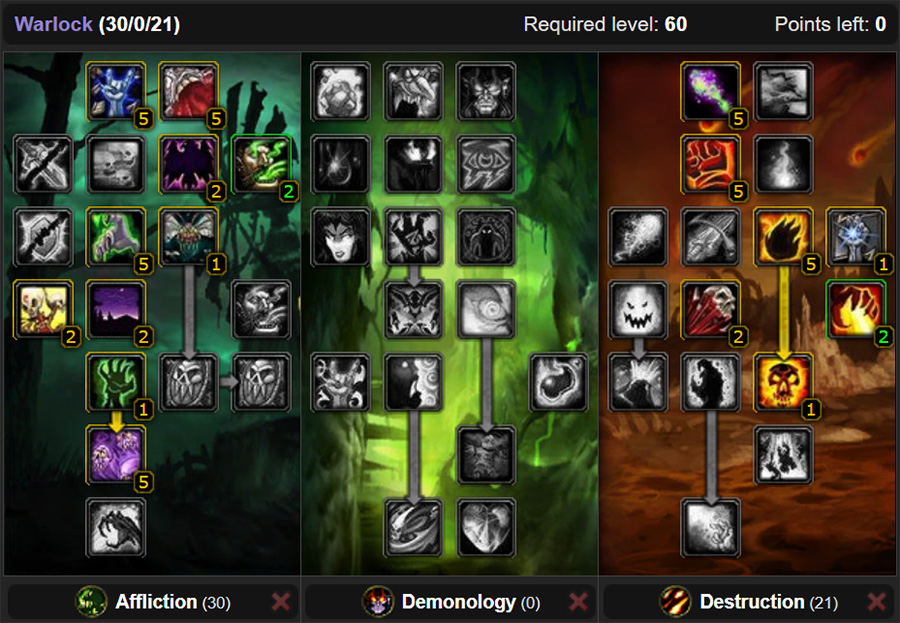 Warlock (30/0/21) Required level: 60 Points left: 0
5 5 5
2 2 5
5 1 5 1
2 2 2 2
1 1
5
Affliction (30) Demonology (0) Destruction (21)